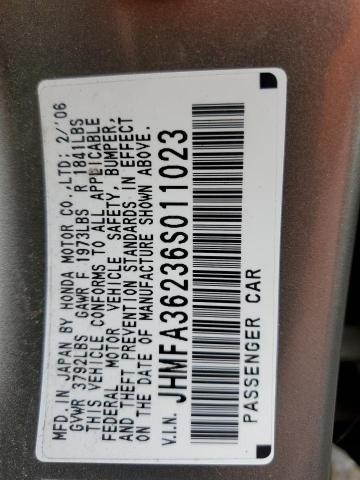 MFD. IN JAPAN BY HONDA MOTOR CO.,LTD; 2/'06
GVWR 3792LBS GAWR F 1973LBS R 1841LBS
THIS VEHICLE CONFORMS TO ALL APPLICABLE
FEDERAL MOTOR VEHICLE SAFETY, BUMPER,
AND THEFT PREVENTION STANDARDS IN EFFECT
ON THE DATE OF MANUFACTURE SHOWN ABOVE.
V.I.N. JHMFA36236S011023
PASSENGER CAR